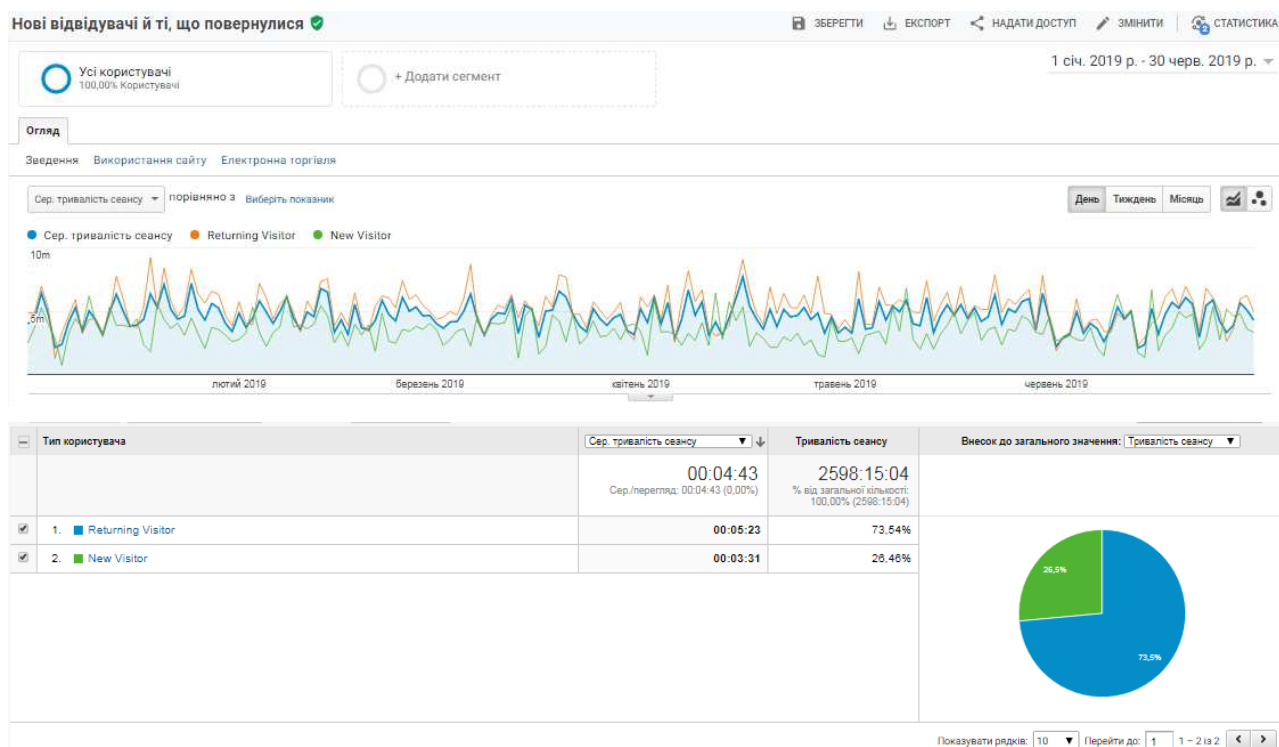 Нові відвідувачі й ті, що повернулися
ЗБЕРЕГТИ ЕКСПОРТ НАДАТИ ДОСТУП ЗМІНИТИ 2 СТАТИСТИКА
1 січ. 2019 р. - 30 черв. 2019 р.
Усі користувачі
100,00% Користувачі
+ Додати сегмент
Огляд
Зведення Використання сайту Електронна торгівля
Сер. тривалість сеансу порівняно з Виберіть показник
День Тиждень Місяць
Сер. тривалість сеансу Returning Visitor New Visitor
10m
5m
лютий 2019 березень 2019 квітень 2019 травень 2019 червень 2019
Тип користувача Сер. тривалість сеансу Тривалість сеансу Внесок до загального значення: Тривалість сеансу
00:04:43 2598:15:04
Сер./перегляд: 00:04:43 (0,00%) % від загальної кількості:
100,00% (2598:15:04)
1. Returning Visitor 00:05:23 73,54%
2. New Visitor 00:03:31 26,46%
26,5%
73,5%
Показувати рядків: 10 Перейти до: 1 1 – 2 із 2